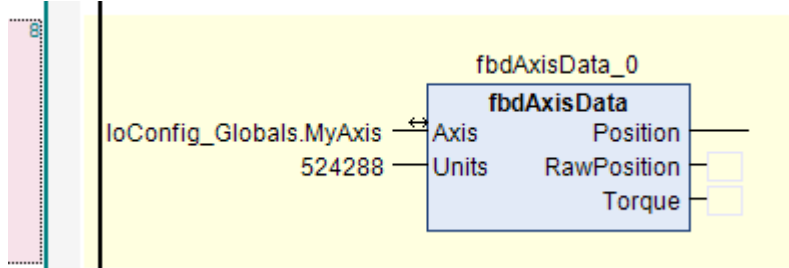 8
fbdAxisData_0
fbdAxisData
IoConfig_Globals.MyAxis Axis Position
524288 Units RawPosition
Torque